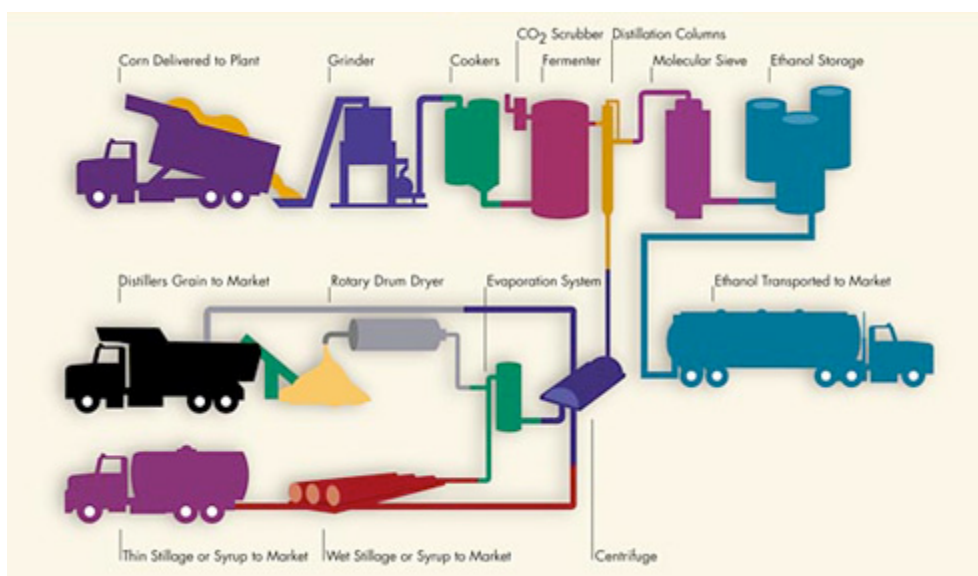 CO2 Scrubber
Distillation Columns
Corn Delivered to Plant
Grinder
Cookers
Fermenter
Molecular Sieve
Ethanol Storage
Distillers Grain to Market
Rotary Drum Dryer
Evaporation System
Ethanol Transported to Market
Thin Stillage or Syrup to Market
Wet Stillage or Syrup to Market
Centrifuge